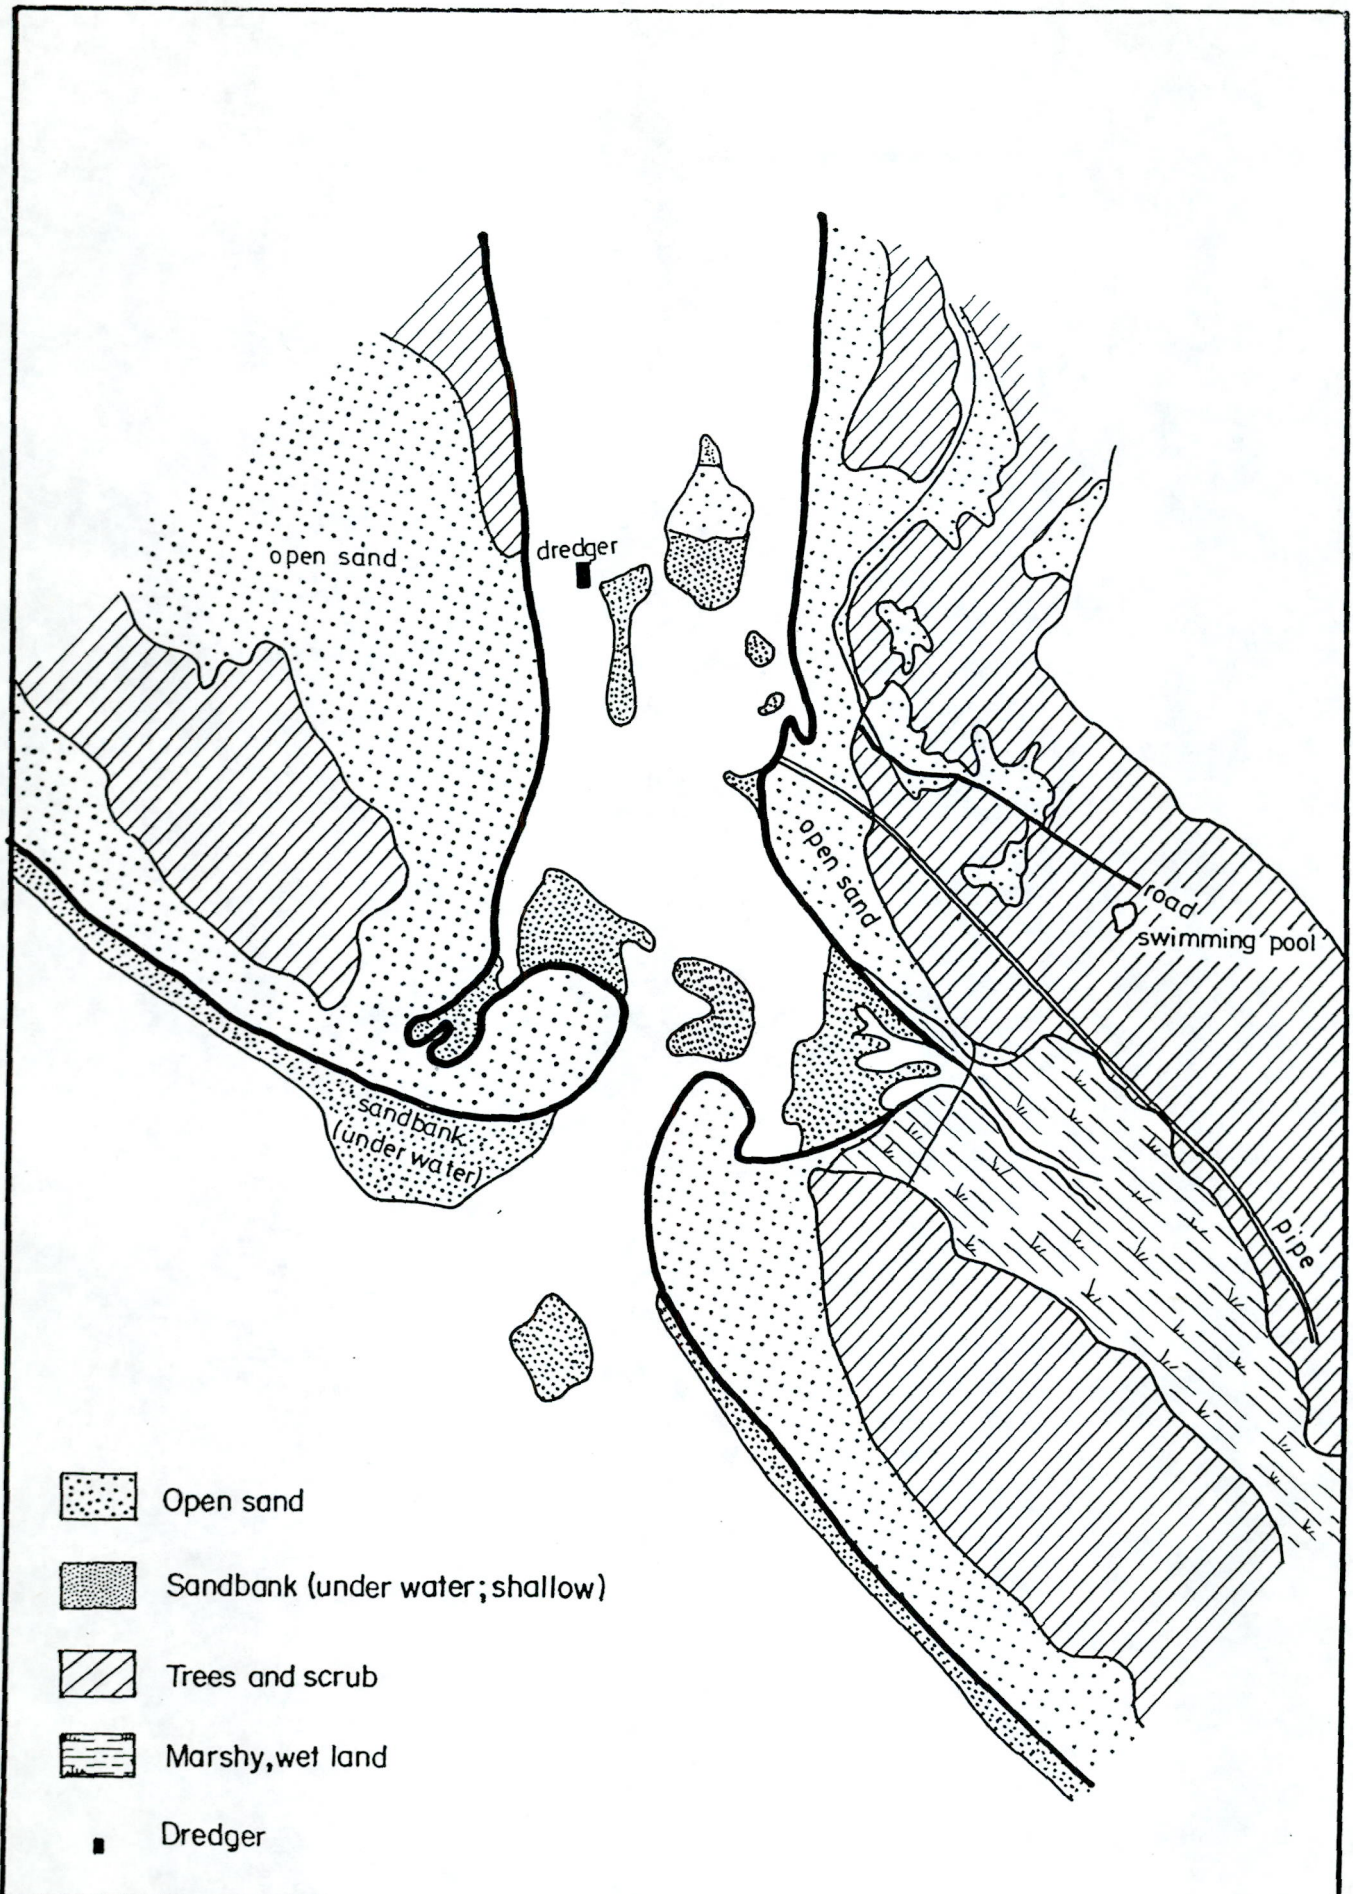 dredger
open sand
open sand
road
swimming pool
sandbank
(under water)
pipe
Open sand
Sandbank (under water; shallow)
Trees and scrub
Marshy, wet land
Dredger